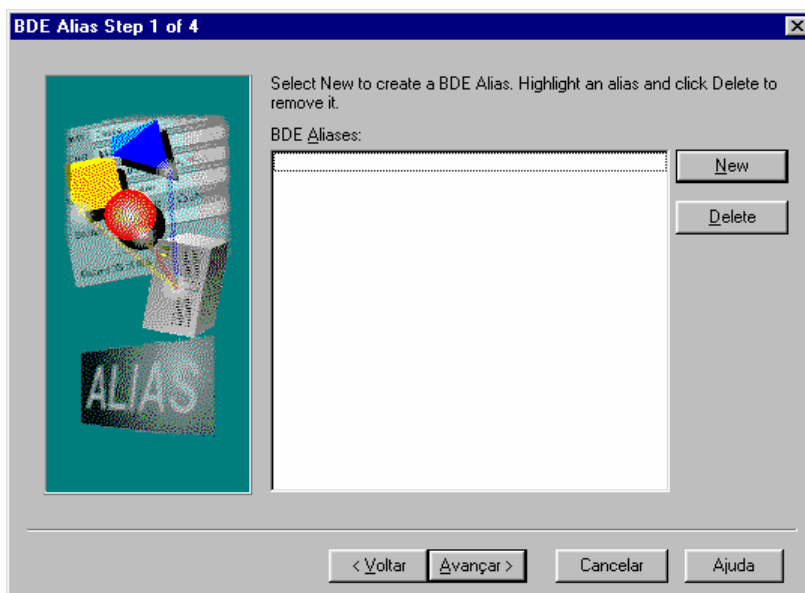 BDE Alias Step 1 of 4
Select New to create a BDE Alias. Highlight an alias and click Delete to
remove it.
BDE Aliases:
New
Delete
ALIAS
< Voltar
Avançar >
Cancelar
Ajuda